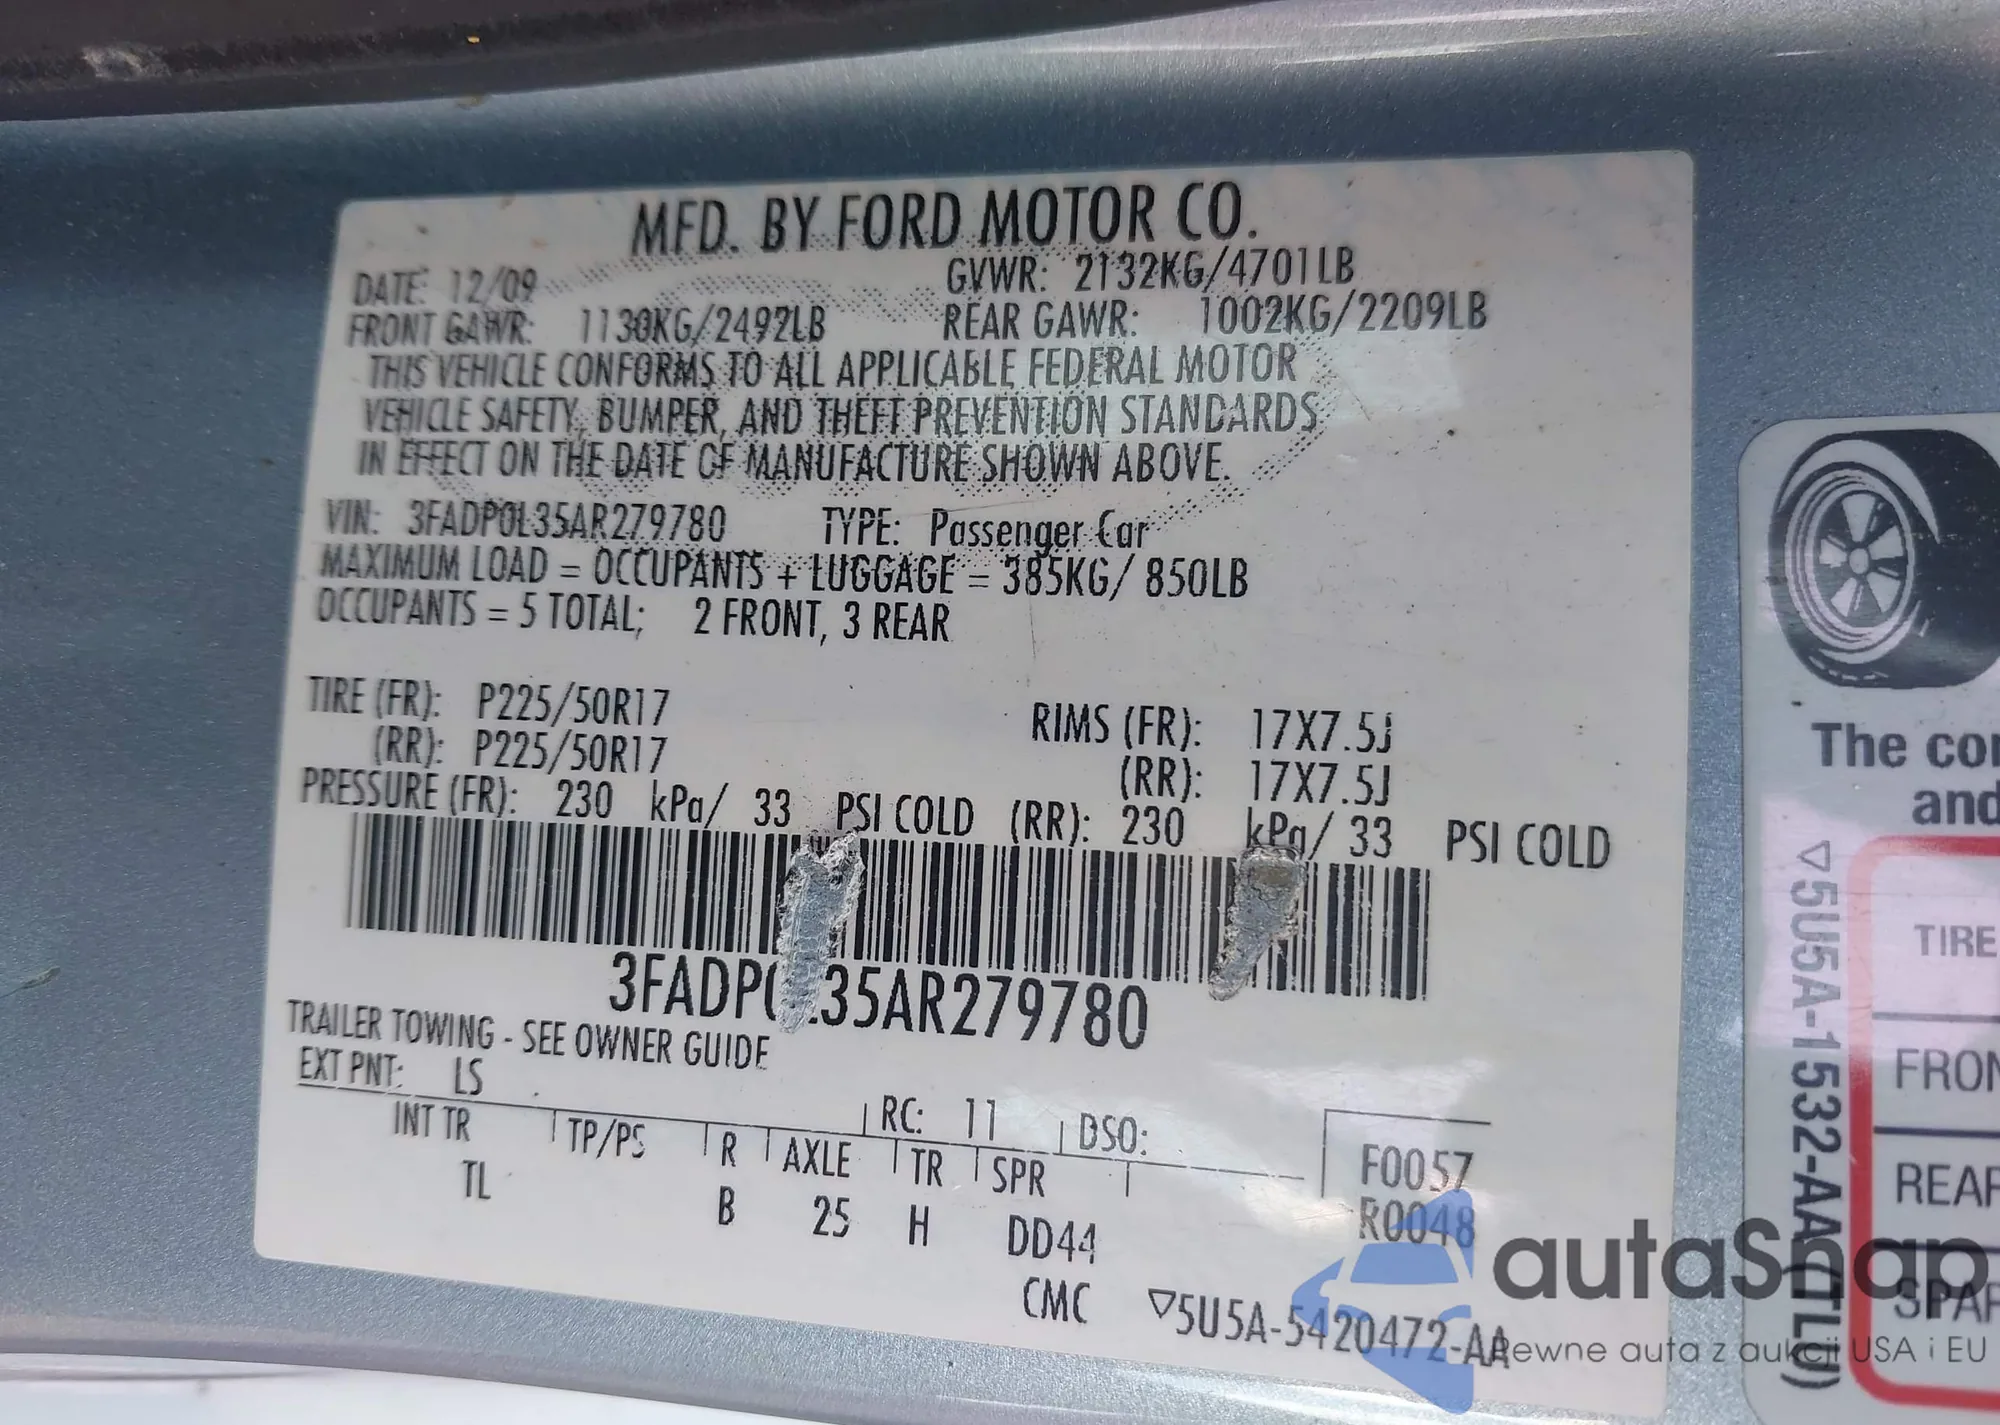 MFD. BY FORD MOTOR CO.
DATE: 12/09 GVWR: 2132KG/4701LB
FRONT GAWR: 1130KG/2492LB REAR GAWR: 1002KG/2209LB
THIS VEHICLE CONFORMS TO ALL APPLICABLE FEDERAL MOTOR
VEHICLE SAFETY, BUMPER, AND THEFT PREVENTION STANDARDS
IN EFFECT ON THE DATE OF MANUFACTURE SHOWN ABOVE.
VIN: 3FADP0L35AR279780 TYPE: Passenger Car
MAXIMUM LOAD = OCCUPANTS + LUGGAGE = 385KG/ 850LB
OCCUPANTS = 5 TOTAL; 2 FRONT, 3 REAR
TIRE (FR): P225/50R17 RIMS (FR): 17X7.5J
(RR): P225/50R17 (RR): 17X7.5J
PRESSURE (FR): 230 kPa/ 33 PSI COLD (RR): 230 kPa/ 33 PSI COLD
3FADP0L35AR279780
TRAILER TOWING - SEE OWNER GUIDE
EXT PNT: LS RC: 11 DSO:
INT TR TP/PS R AXLE TR SPR F0057
TL B 25 H DD44 R0048
CMC ▽5U5A-5420472-AA
The con
and
TIRE
FRON
REAR
SPAR
▽5U5A-1532-AA (TLU)
autaSnap
Pewne auta z aukcji USA i EU